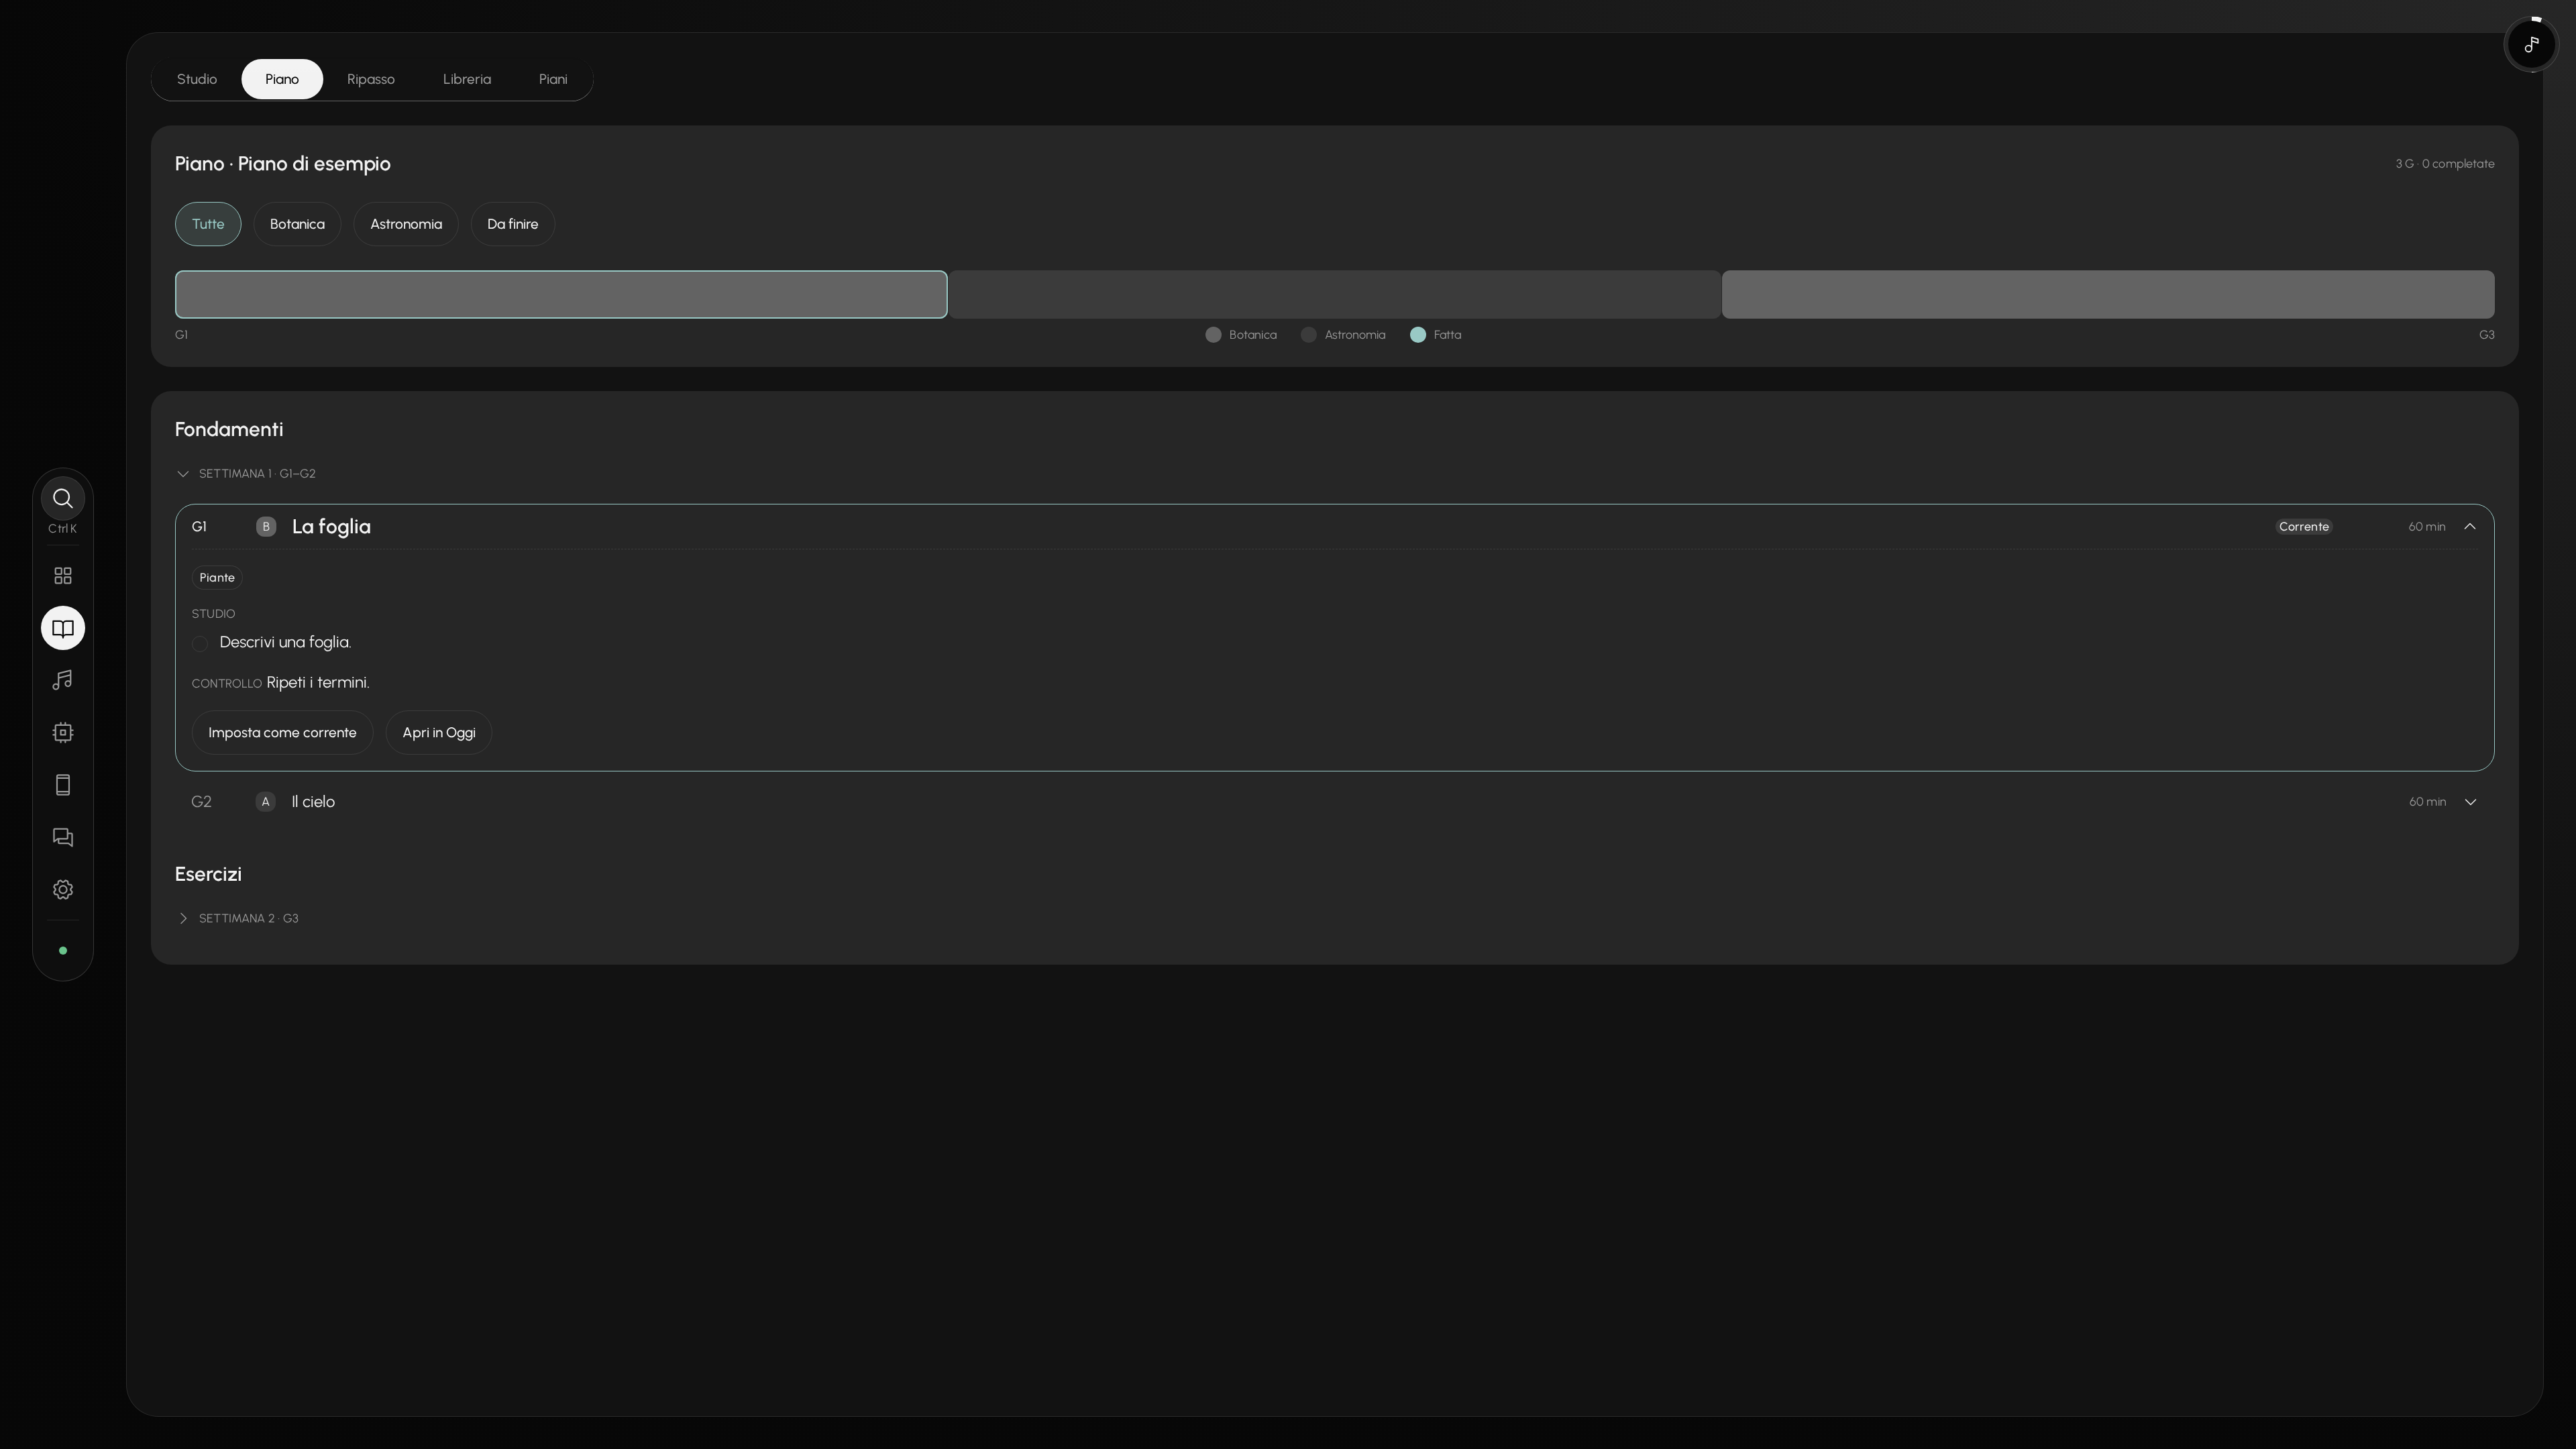 Studio Piano Ripasso Libreria Piani
Piano · Piano di esempio
3 G · 0 completate
Tutte Botanica Astronomia Da finire
G1 Botanica Astronomia Fatta G3
Fondamenti
SETTIMANA 1 · G1–G2
Ctrl K
G1 B La foglia Corrente 60 min
Piante
STUDIO
Descrivi una foglia.
CONTROLLO Ripeti i termini.
Imposta come corrente Apri in Oggi
G2 A Il cielo 60 min
Esercizi
SETTIMANA 2 · G3